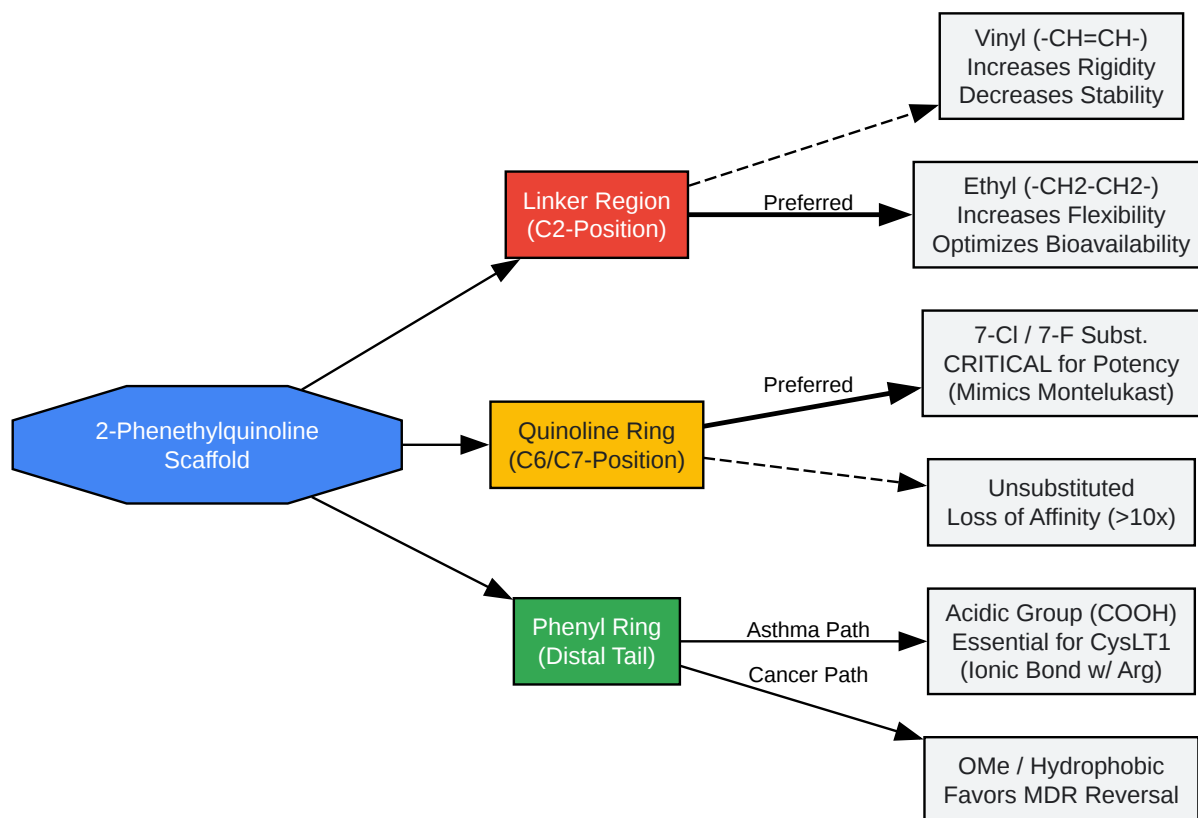 2-Phenethylquinoline
Scaffold
Linker Region
(C2-Position)
Quinoline Ring
(C6/C7-Position)
Phenyl Ring
(Distal Tail)
Preferred
Preferred
Asthma Path
Cancer Path
Vinyl (-CH=CH-)
Increases Rigidity
Decreases Stability
Ethyl (-CH2-CH2-)
Increases Flexibility
Optimizes Bioavailability
7-Cl / 7-F Subst.
CRITICAL for Potency
(Mimics Montelukast)
Unsubstituted
Loss of Affinity (>10x)
Acidic Group (COOH)
Essential for CysLT1
(Ionic Bond w/ Arg)
OMe / Hydrophobic
Favors MDR Reversal